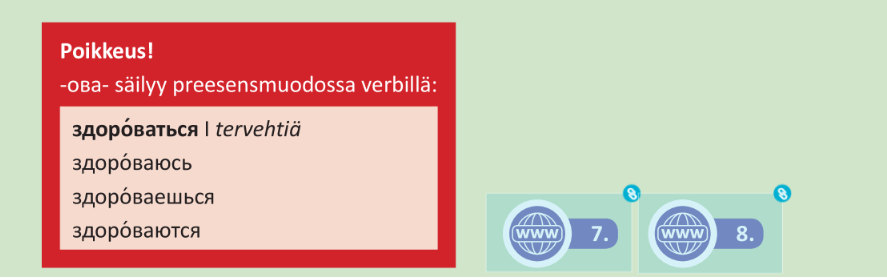 Poikkeus!
-ова- säilyy preesensmuodossa verbillä:
здоро́ваться I tervehtiä
здоро́ваюсь
здоро́ваешься
здоро́ваются
www 7.
www 8.